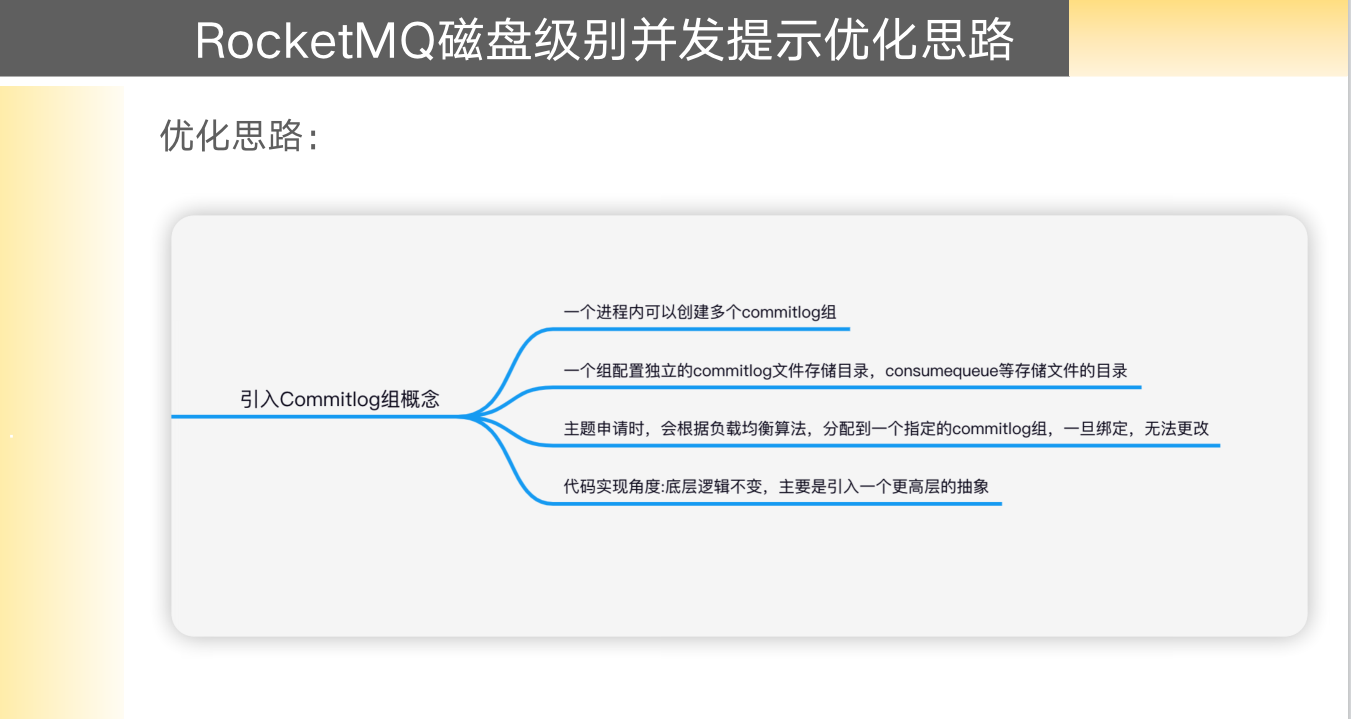 RocketMQ磁盘级别并发提示优化思路
优化思路：
一个进程内可以创建多个commitlog组
一个组配置独立的commitlog文件存储目录，consumequeue等存储文件的目录
引入Commitlog组概念
主题申请时，会根据负载均衡算法，分配到一个指定的commitlog组，一旦绑定，无法更改
代码实现角度:底层逻辑不变，主要是引入一个更高层的抽象